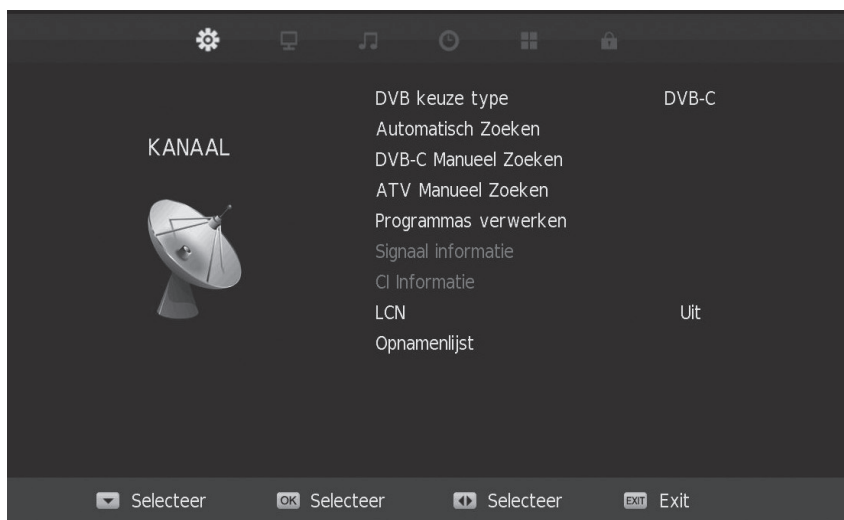 KANAAL
DVB keuze type DVB-C
Automatisch Zoeken
DVB-C Manueel Zoeken
ATV Manueel Zoeken
Programmas verwerken
Signaal informatie
CI Informatie
LCN Uit
Opnamenlijst
Selecteer OK Selecteer Selecteer EXIT Exit